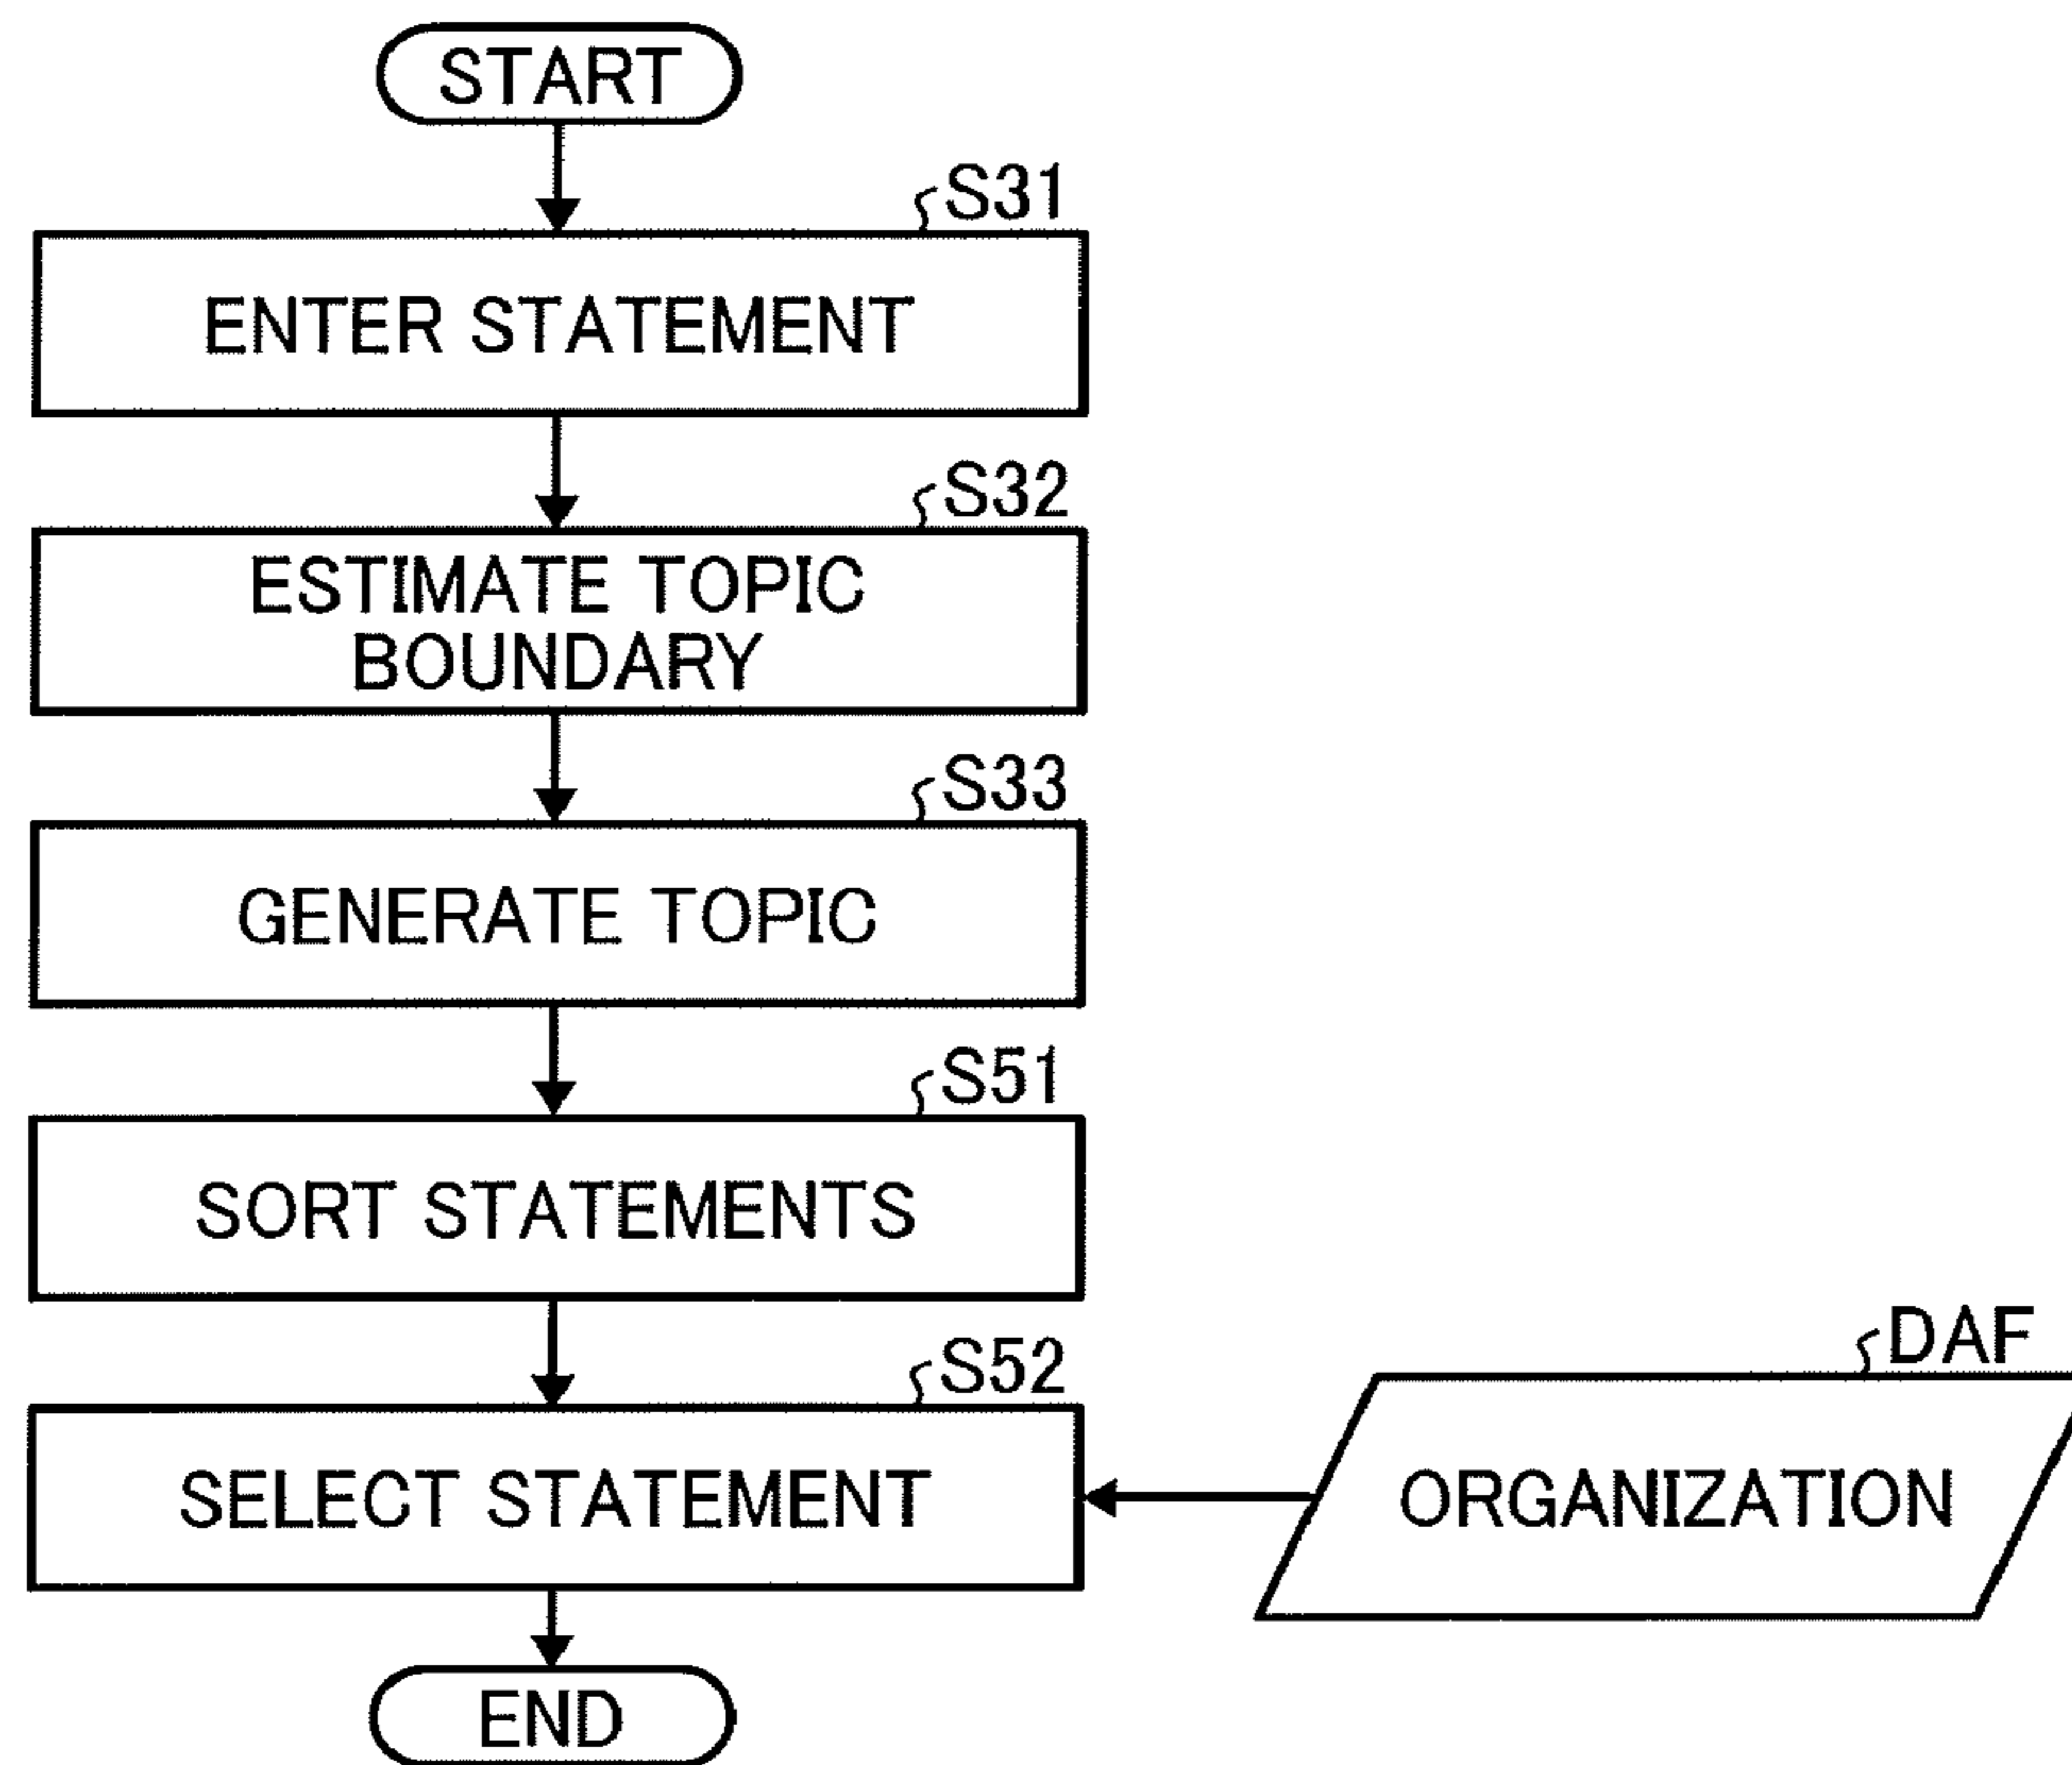 START
S31
ENTER STATEMENT
S32
ESTIMATE TOPIC
BOUNDARY
S33
GENERATE TOPIC
S51
SORT STATEMENTS
S52
SELECT STATEMENT
DAF
ORGANIZATION
END